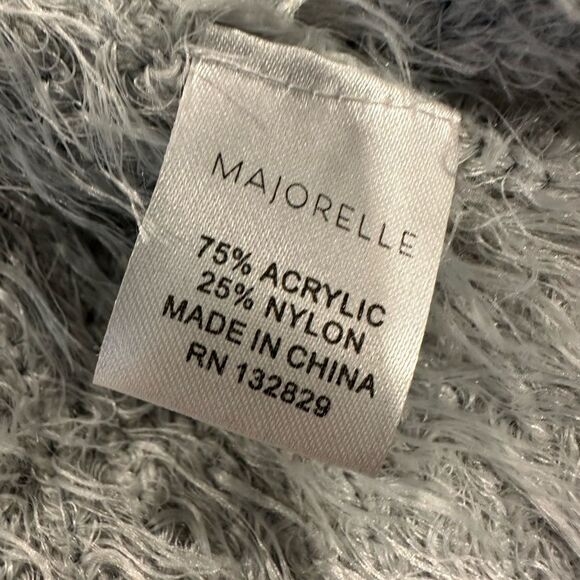 MAJORELLE
75% ACRYLIC
25% NYLON
MADE IN CHINA
RN 132829